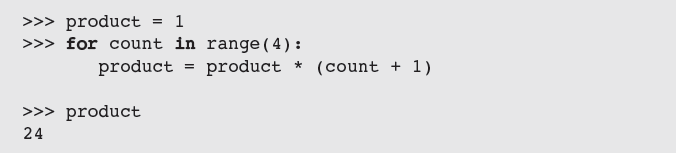 >>> product = 1
>>> for count in range(4):
        product = product * (count + 1)

>>> product
24